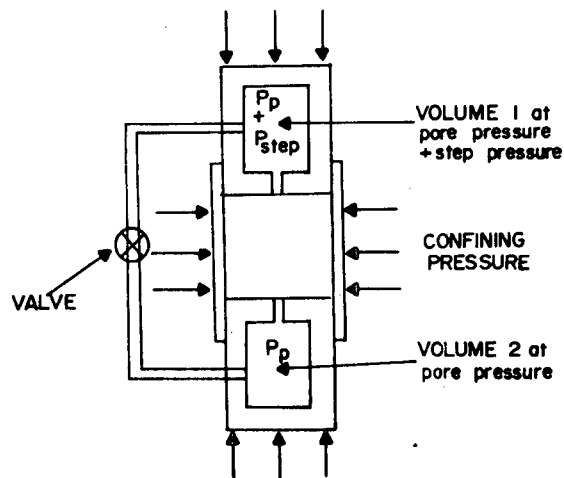 Pp
+
Pstep
VOLUME 1 at
pore pressure
+ step pressure
CONFINING
PRESSURE
VALVE
Pp
VOLUME 2 at
pore pressure